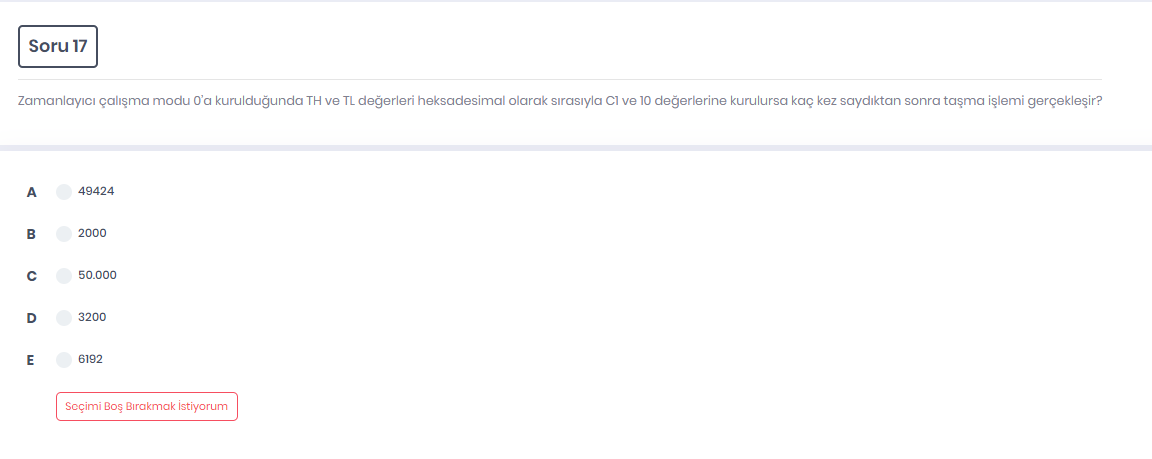 Soru 17
Zamanlayıcı çalışma modu 0'a kurulduğunda TH ve TL değerleri heksadesimal olarak sırasıyla C1 ve 10 değerlerine kurulursa kaç kez saydıktan sonra taşma işlemi gerçekleşir?
A 49424
B 2000
C 50.000
D 3200
E 6192
Seçimi Boş Bırakmak İstiyorum